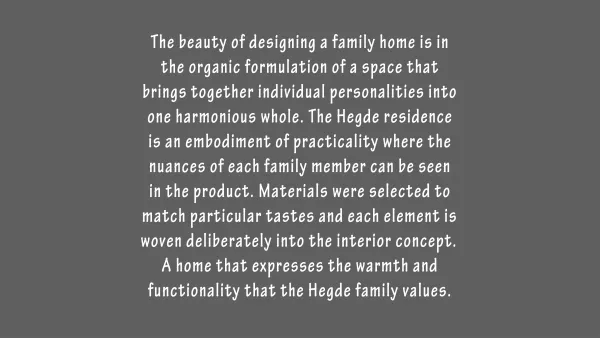 The beauty of designing a family home is in
the organic formulation of a space that
brings together individual personalities into
one harmonious whole. The Hegde residence
is an embodiment of practicality where the
nuances of each family member can be seen
in the product. Materials were selected to
match particular tastes and each element is
woven deliberately into the interior concept.
A home that expresses the warmth and
functionality that the Hegde family values.